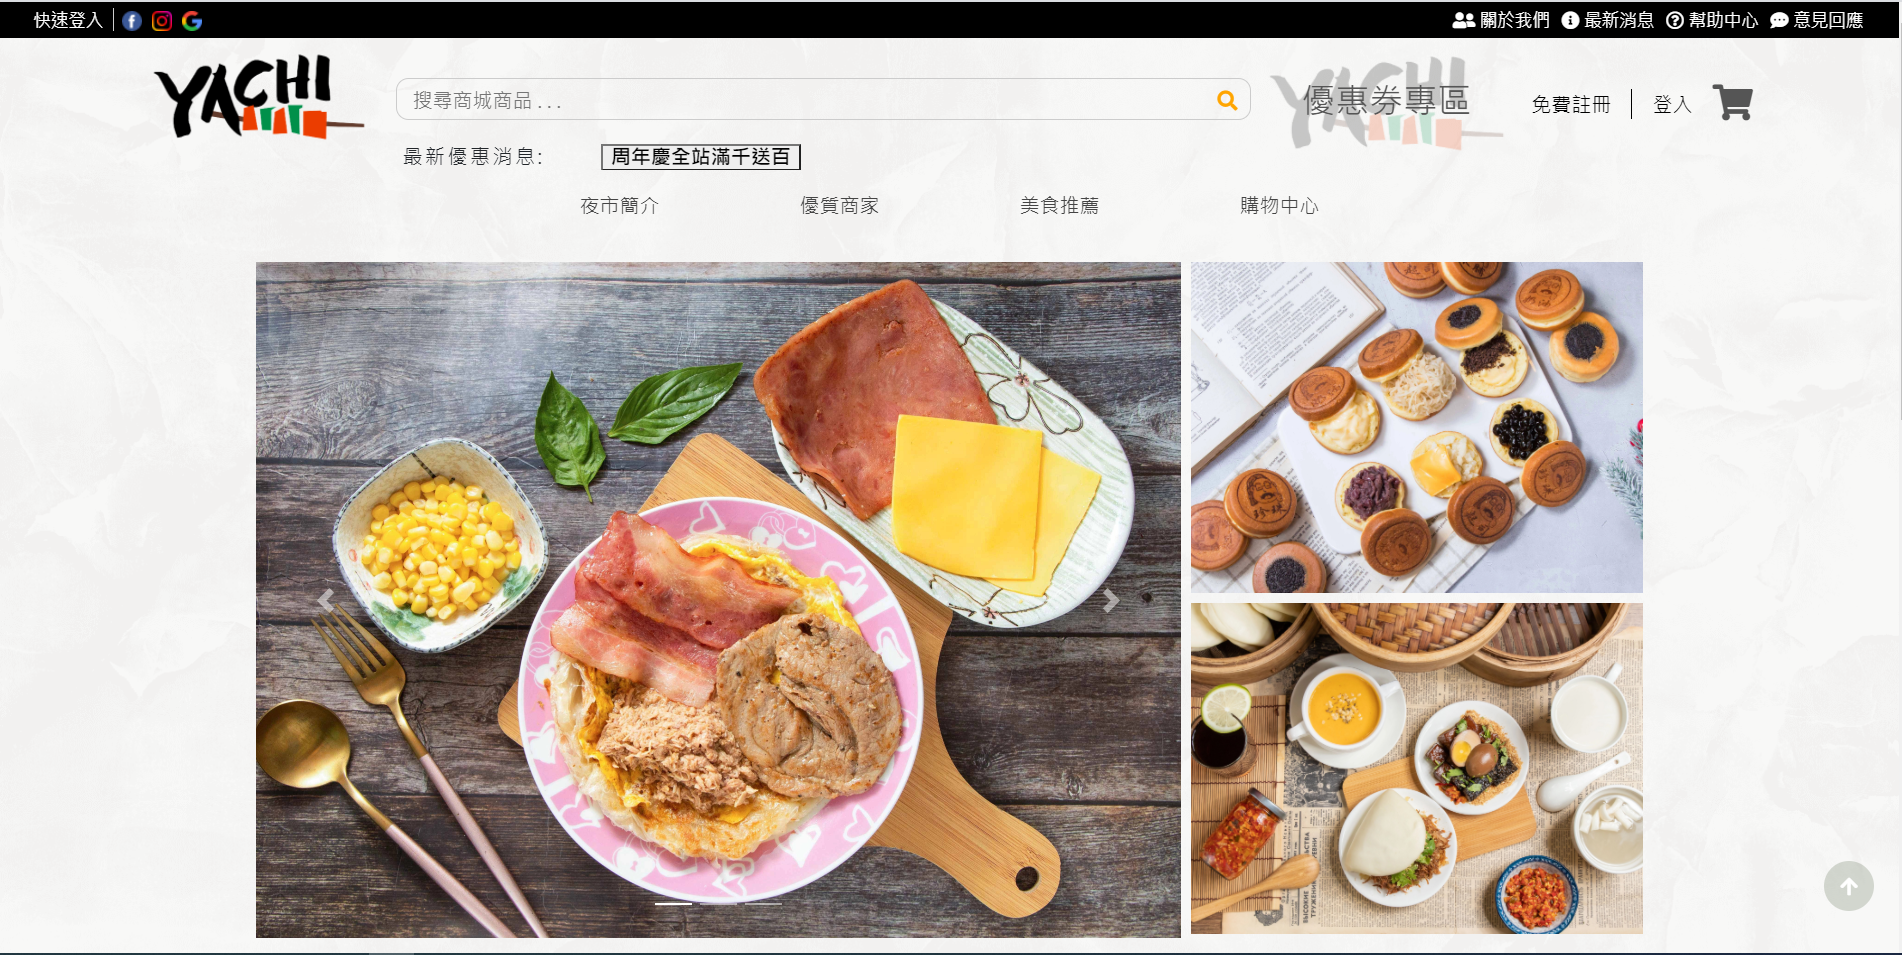 快速登入
關於我們
最新消息
幫助中心
意見回應
YACHI
搜尋商城商品 . . .
YACHI
優惠券專區
免費註冊
登入
最新優惠消息:
周年慶全站滿千送百
夜市簡介
優質商家
美食推薦
購物中心